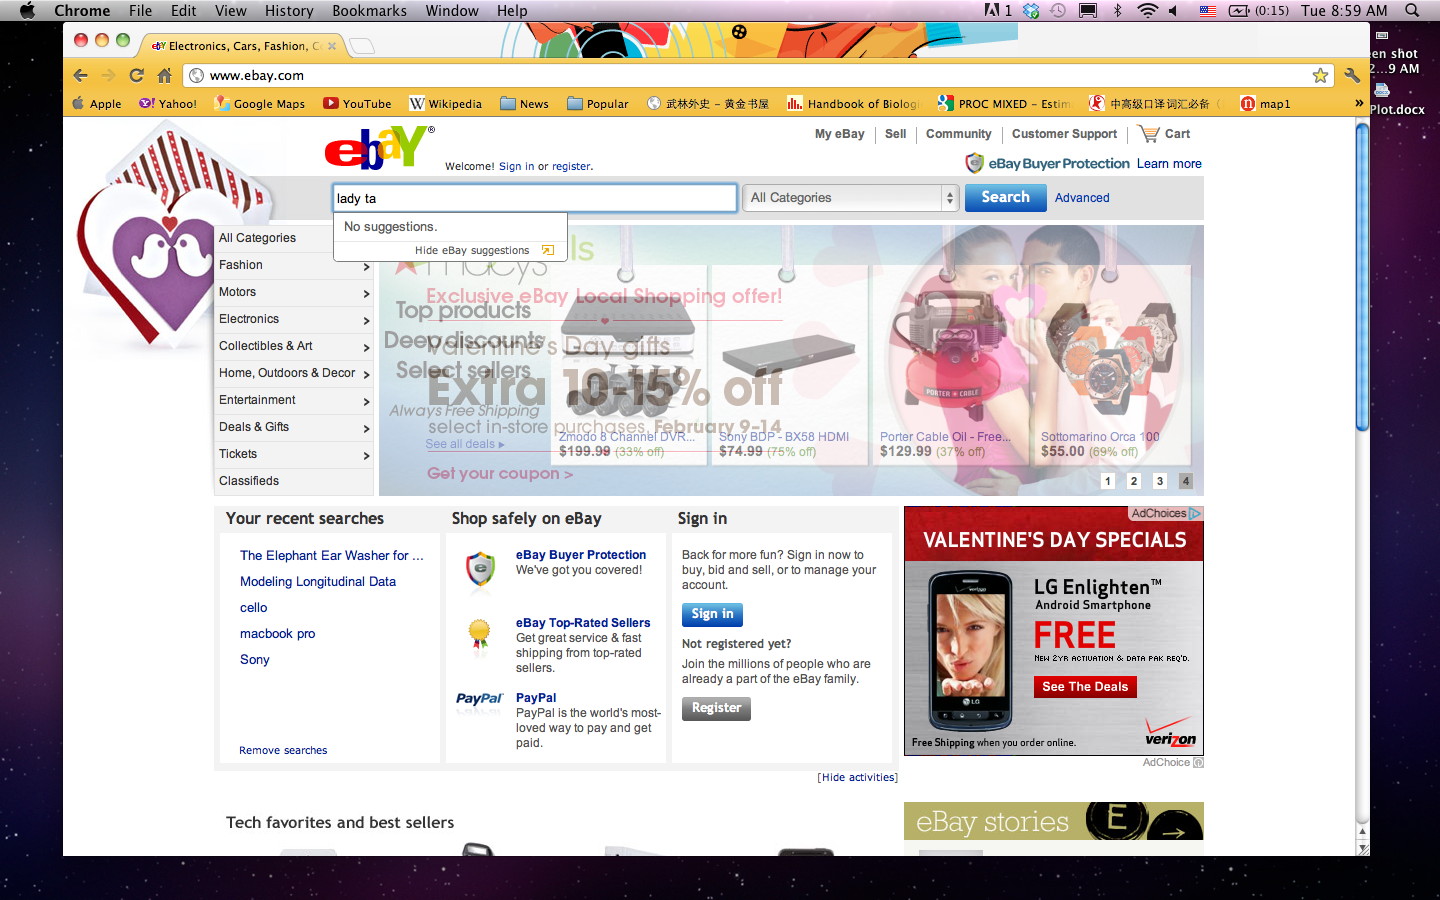 Chrome File Edit View History Bookmarks Window Help
1 (0:15) Tue 8:59 AM
Electronics, Cars, Fashion, C
www.ebay.com
Apple Yahoo! Google Maps YouTube Wikipedia News Popular 武林外史 – 黄金书屋 Handbook of Biolog PROC MIXED – Estim 中高级口译词汇必备 ( map1 »
een shot
2...9 AM
Plot.docx
ebay®
Welcome! Sign in or register.
My eBay Sell Community Customer Support Cart
eBay Buyer Protection Learn more
lady ta
All Categories
Search Advanced
No suggestions.
Hide eBay suggestions
All Categories
Fashion
Motors
Electronics
Collectibles & Art
Home, Outdoors & Decor
Entertainment
Deals & Gifts
Tickets
Classifieds
macys
ls
Exclusive eBay Local Shopping offer!
Top products
Deep discounts
Select sellers
Valentine's Day gifts
Extra 10-15% off
Always Free Shipping
select in-store purchases. February 9-14
See all deals ▸
Get your coupon >
PORTER CABLE
Zmodo 8 Channel DVR...
$199.99 (33% off)
Sony BDP - BX58 HDMI
$74.99 (75% off)
Porter Cable Oil - Free...
$129.99 (37% off)
Sottomarino Orca 100
$55.00 (69% off)
1 2 3 4
Your recent searches
The Elephant Ear Washer for ...
Modeling Longitudinal Data
cello
macbook pro
Sony
Remove searches
Shop safely on eBay
eBay Buyer Protection
We've got you covered!
eBay Top-Rated Sellers
Get great service & fast
shipping from top-rated
sellers.
PayPal
PayPal
PayPal is the world's most-
loved way to pay and get
paid.
Sign in
Back for more fun? Sign in now to
buy, bid and sell, or to manage your
account.
Sign in
Not registered yet?
Join the millions of people who are
already a part of the eBay family.
Register
[Hide activities]
AdChoices
VALENTINE'S DAY SPECIALS
LG Enlighten™
Android Smartphone
FREE
NEW 2YR ACTIVATION & DATA PAK REQ'D.
See The Deals
verizon
LG
Free Shipping when you order online.
verizon
AdChoice
Tech favorites and best sellers
eBay stories
E